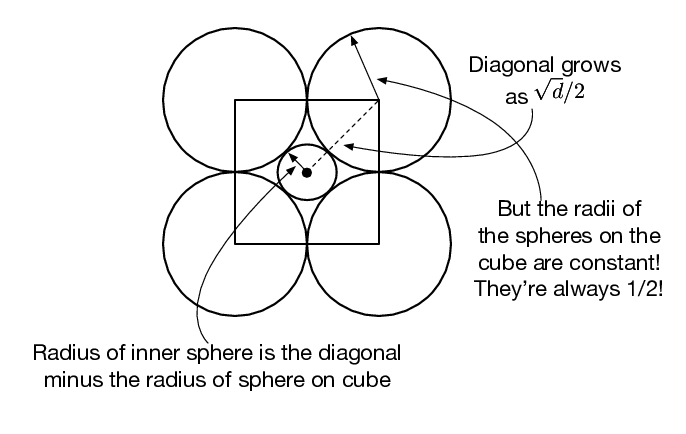 Diagonal grows
as √d/2
But the radii of
the spheres on the
cube are constant!
They're always 1/2!
Radius of inner sphere is the diagonal
minus the radius of sphere on cube